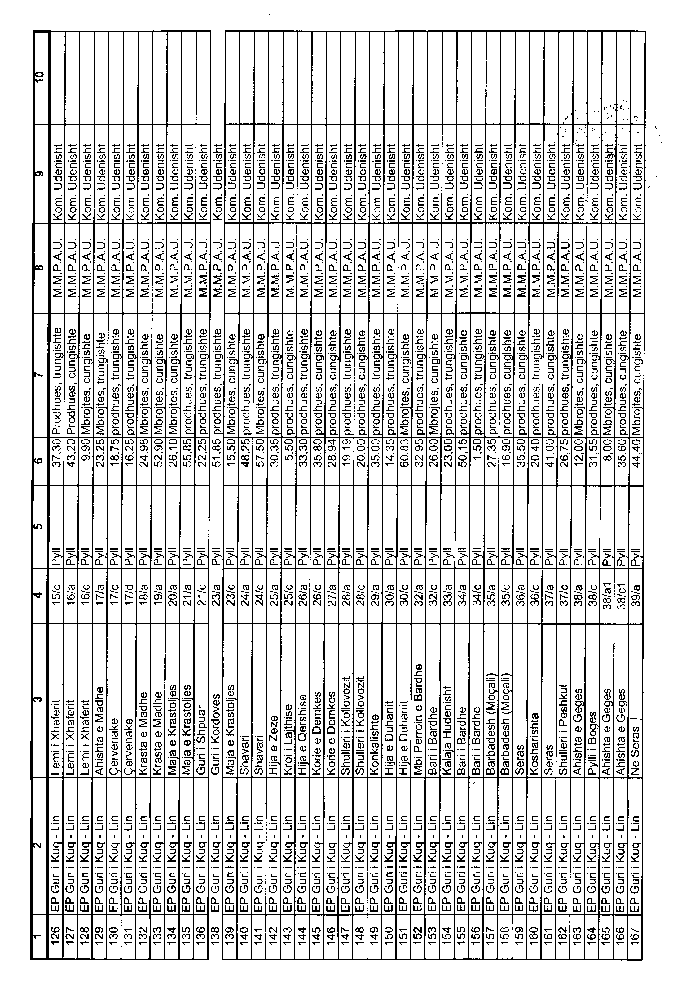 1 2 3 4 5 6 7 8 9 10
126 EP Guri i Kuq - Lin Lemi i Xhaferit 15/c Pyll 37,30 Prodhues, trungishte M.M.P.A.U. Kom. Udenisht
127 EP Guri i Kuq - Lin Lemi i Xhaferit 16/a Pyll 43,20 Prodhues, cungishte M.M.P.A.U. Kom. Udenisht
128 EP Guri i Kuq - Lin Lemi i Xhaferit 16/c Pyll 9,90 Mbrojtes, cungishte M.M.P.A.U. Kom. Udenisht
129 EP Guri i Kuq - Lin Ahishta e Madhe 17/a Pyll 23,28 Mbrojtes, trungishte M.M.P.A.U. Kom. Udenisht
130 EP Guri i Kuq - Lin Çervenake 17/c Pyll 18,75 prodhues, trungishte M.M.P.A.U. Kom. Udenisht
131 EP Guri i Kuq - Lin Çervenake 17/d Pyll 16,25 prodhues, trungishte M.M.P.A.U. Kom. Udenisht
132 EP Guri i Kuq - Lin Krasta e Madhe 18/a Pyll 24,98 Mbrojtes, cungishte M.M.P.A.U. Kom. Udenisht
133 EP Guri i Kuq - Lin Krasta e Madhe 19/a Pyll 52,90 Mbrojtes, cungishte M.M.P.A.U. Kom. Udenisht
134 EP Guri i Kuq - Lin Maja e Krastoljes 20/a Pyll 26,10 Mbrojtes, cungishte M.M.P.A.U. Kom. Udenisht
135 EP Guri i Kuq - Lin Maja e Krastoljes 21/a Pyll 55,85 prodhues, trungishte M.M.P.A.U. Kom. Udenisht
136 EP Guri i Kuq - Lin Guri i Shpuar 21/c Pyll 22,25 prodhues, trungishte M.M.P.A.U. Kom. Udenisht
138 EP Guri i Kuq - Lin Guri i Kordoves 23/a Pyll 51,85 prodhues, trungishte M.M.P.A.U. Kom. Udenisht
139 EP Guri i Kuq - Lin Maja e Krastoljes 23/c Pyll 15,50 Mbrojtes, cungishte M.M.P.A.U. Kom. Udenisht
140 EP Guri i Kuq - Lin Shavari 24/a Pyll 48,25 prodhues, trungishte M.M.P.A.U. Kom. Udenisht
141 EP Guri i Kuq - Lin Shavari 24/c Pyll 57,50 Mbrojtes, cungishte M.M.P.A.U. Kom. Udenisht
142 EP Guri i Kuq - Lin Hija e Zeze 25/a Pyll 30,35 prodhues, trungishte M.M.P.A.U. Kom. Udenisht
143 EP Guri i Kuq - Lin Kroi i Lajthise 25/c Pyll 5,50 prodhues, cungishte M.M.P.A.U. Kom. Udenisht
144 EP Guri i Kuq - Lin Hija e Qershise 26/a Pyll 33,30 prodhues, trungishte M.M.P.A.U. Kom. Udenisht
145 EP Guri i Kuq - Lin Korie e Demkes 26/c Pyll 35,80 prodhues, cungishte M.M.P.A.U. Kom. Udenisht
146 EP Guri i Kuq - Lin Korie e Demkes 27/a Pyll 28,94 prodhues, cungishte M.M.P.A.U. Kom. Udenisht
147 EP Guri i Kuq - Lin Shulleri i Kollovozit 28/a Pyll 19,19 prodhues, trungishte M.M.P.A.U. Kom. Udenisht
148 EP Guri i Kuq - Lin Shulleri i Kollovozit 28/c Pyll 20,00 prodhues, cungishte M.M.P.A.U. Kom. Udenisht
149 EP Guri i Kuq - Lin Konkalishte 29/a Pyll 35,00 prodhues, trungishte M.M.P.A.U. Kom. Udenisht
150 EP Guri i Kuq - Lin Hija e Duhanit 30/a Pyll 14,35 prodhues, trungishte M.M.P.A.U. Kom. Udenisht
151 EP Guri i Kuq - Lin Hija e Duhanit 30/c Pyll 60,83 Mbrojtes, cungishte M.M.P.A.U. Kom. Udenisht
152 EP Guri i Kuq - Lin Mbi Perroin e Bardhe 32/a Pyll 32,95 prodhues, trungishte M.M.P.A.U. Kom. Udenisht
153 EP Guri i Kuq - Lin Bari i Bardhe 32/c Pyll 26,00 Mbrojtes, cungishte M.M.P.A.U. Kom. Udenisht
154 EP Guri i Kuq - Lin Kalaja Hudenisht 33/a Pyll 23,00 prodhues, trungishte M.M.P.A.U. Kom. Udenisht
155 EP Guri i Kuq - Lin Bari i Bardhe 34/a Pyll 50,15 prodhues, cungishte M.M.P.A.U. Kom. Udenisht
156 EP Guri i Kuq - Lin Bari i Bardhe 34/c Pyll 1,50 prodhues, trungishte M.M.P.A.U. Kom. Udenisht
157 EP Guri i Kuq - Lin Barbadesh (Moçali) 35/a Pyll 27,35 prodhues, cungishte M.M.P.A.U. Kom. Udenisht
158 EP Guri i Kuq - Lin Barbadesh (Moçali) 35/c Pyll 16,90 prodhues, cungishte M.M.P.A.U. Kom. Udenisht
159 EP Guri i Kuq - Lin Seras 36/a Pyll 35,50 prodhues, cungishte M.M.P.A.U. Kom. Udenisht
160 EP Guri i Kuq - Lin Kosharishta 36/c Pyll 20,40 prodhues, trungishte M.M.P.A.U. Kom. Udenisht
161 EP Guri i Kuq - Lin Seras 37/a Pyll 41,00 prodhues, cungishte M.M.P.A.U. Kom. Udenisht
162 EP Guri i Kuq - Lin Shulleri i Peshkut 37/c Pyll 26,75 prodhues, trungishte M.M.P.A.U. Kom. Udenisht
163 EP Guri i Kuq - Lin Ahishta e Geges 38/a Pyll 12,00 Mbrojtes, cungishte M.M.P.A.U. Kom. Udenisht
164 EP Guri i Kuq - Lin Pylli i Boges 38/c Pyll 31,55 prodhues, cungishte M.M.P.A.U. Kom. Udenisht
165 EP Guri i Kuq - Lin Ahishta e Geges 38/a1 Pyll 8,00 Mbrojtes, cungishte M.M.P.A.U. Kom. Udenisht
166 EP Guri i Kuq - Lin Ahishta e Geges 38/c1 Pyll 35,60 prodhues, cungishte M.M.P.A.U. Kom. Udenisht
167 EP Guri i Kuq - Lin Ne Seras 39/a Pyll 44,40 Mbrojtes, cungishte M.M.P.A.U. Kom. Udenisht